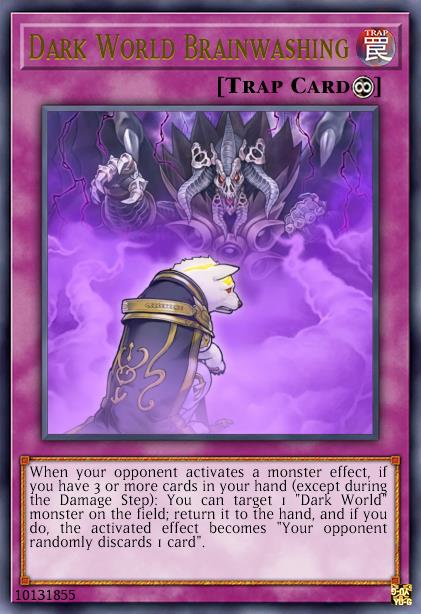 DARK WORLD BRAINWASHING
TRAP
罠
[TRAP CARD]
When your opponent activates a monster effect, if
you have 3 or more cards in your hand (except during
the Damage Step): You can target 1 "Dark World"
monster on the field; return it to the hand, and if you
do, the activated effect becomes "Your opponent
randomly discards 1 card".
10131855